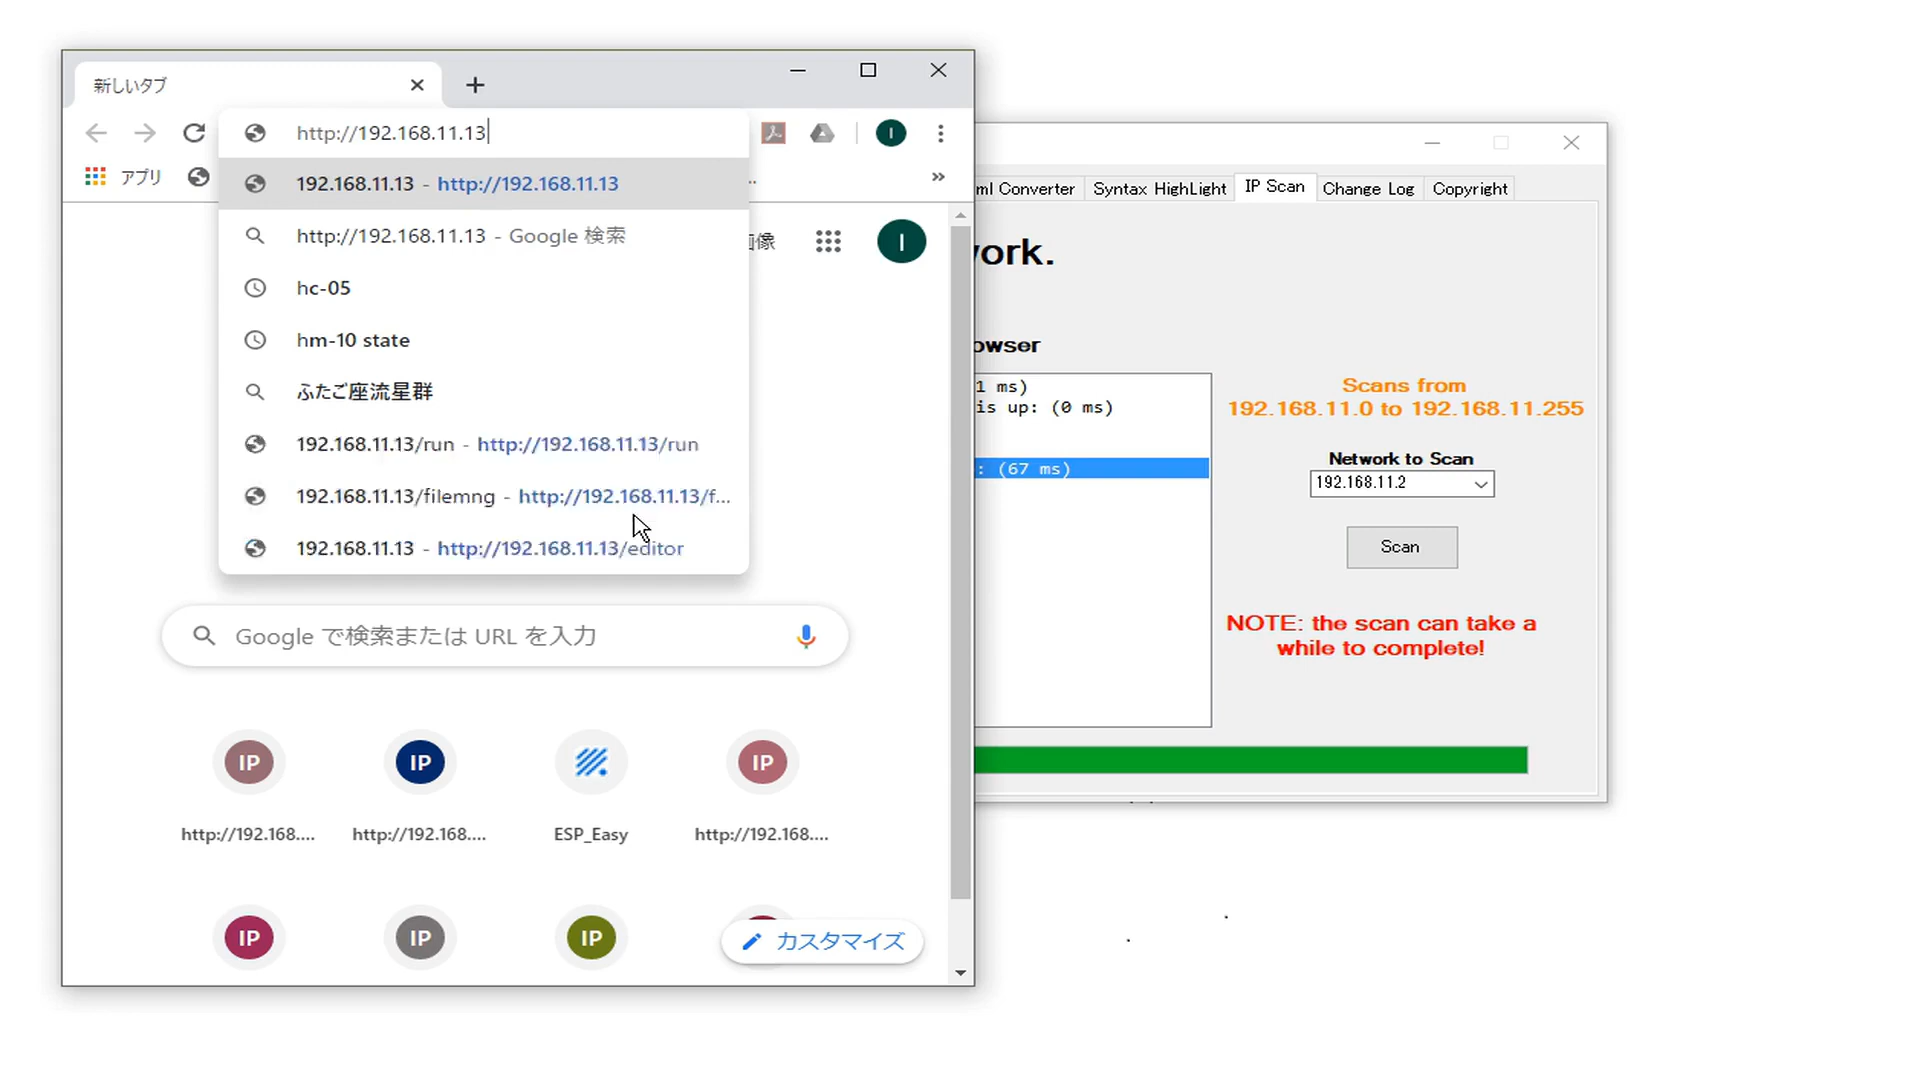 新しいタブ
http://192.168.11.13
アプリ
192.168.11.13 - http://192.168.11.13
http://192.168.11.13 - Google 検索
hc-05
hm-10 state
ふたご座流星群
192.168.11.13/run - http://192.168.11.13/run
192.168.11.13/filemng - http://192.168.11.13/f...
192.168.11.13 - http://192.168.11.13/editor
像
I
I
Google で検索または URL を入力
IP
IP
IP
http://192.168....
http://192.168....
ESP_Easy
http://192.168....
IP
IP
IP
カスタマイズ
ml Converter
Syntax HighLight
IP Scan
Change Log
Copyright
ork.
owser
1 ms)
is up: (0 ms)
: (67 ms)
Scans from
192.168.11.0 to 192.168.11.255
Network to Scan
192.168.11.2
Scan
NOTE: the scan can take a
while to complete!